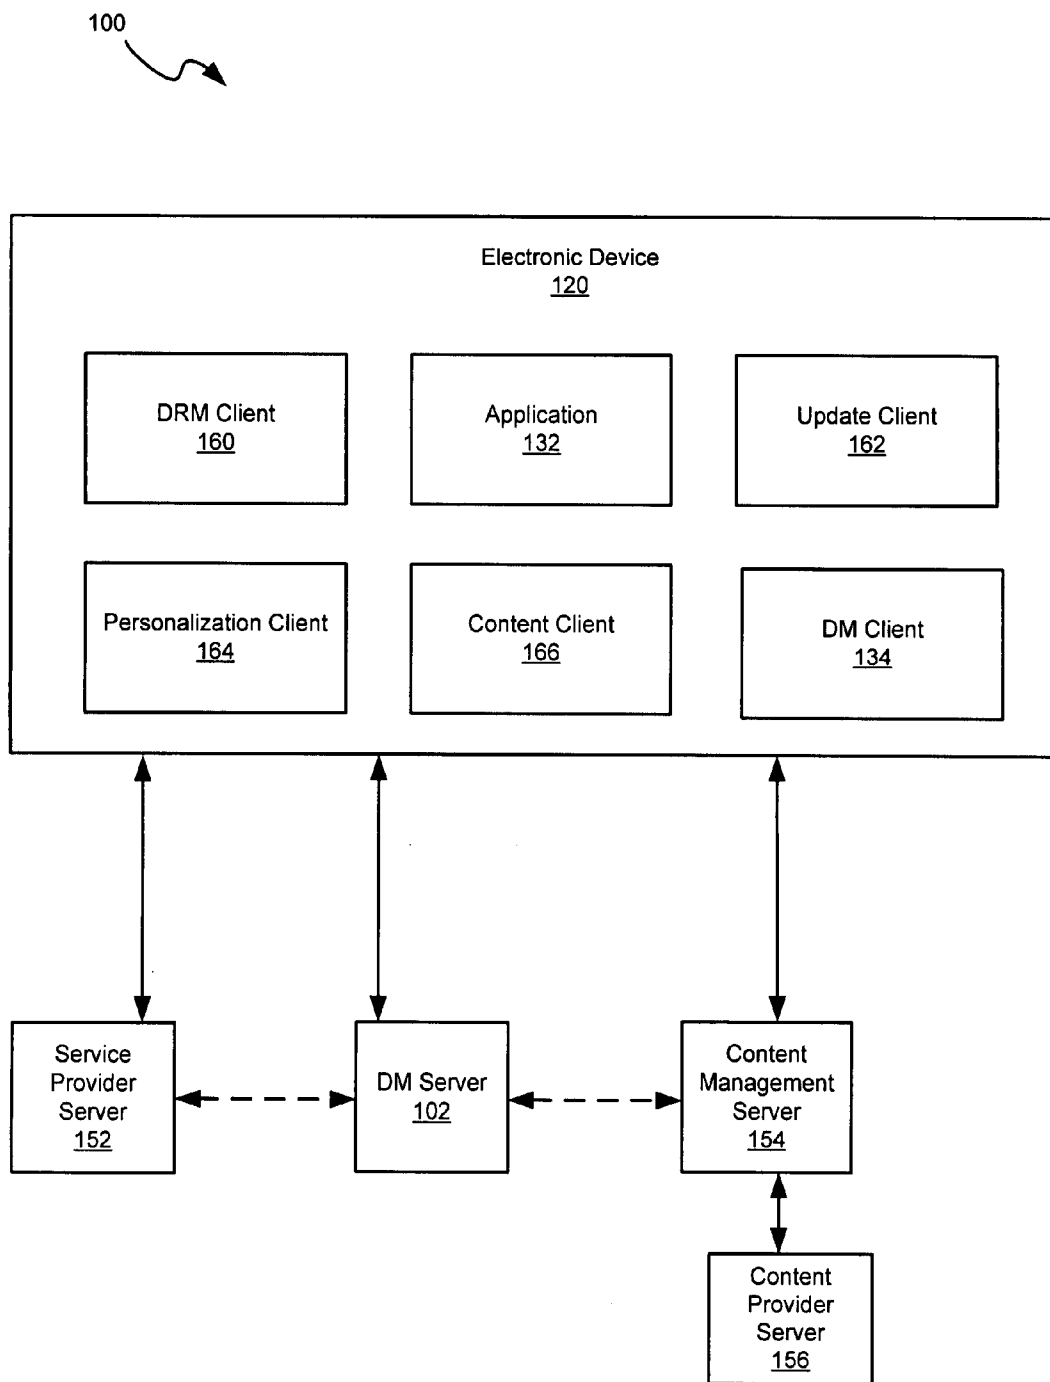 100
Electronic Device
120
DRM Client
160
Application
132
Update Client
162
Personalization Client
164
Content Client
166
DM Client
134
Service
Provider
Server
152
DM Server
102
Content
Management
Server
154
Content
Provider
Server
156